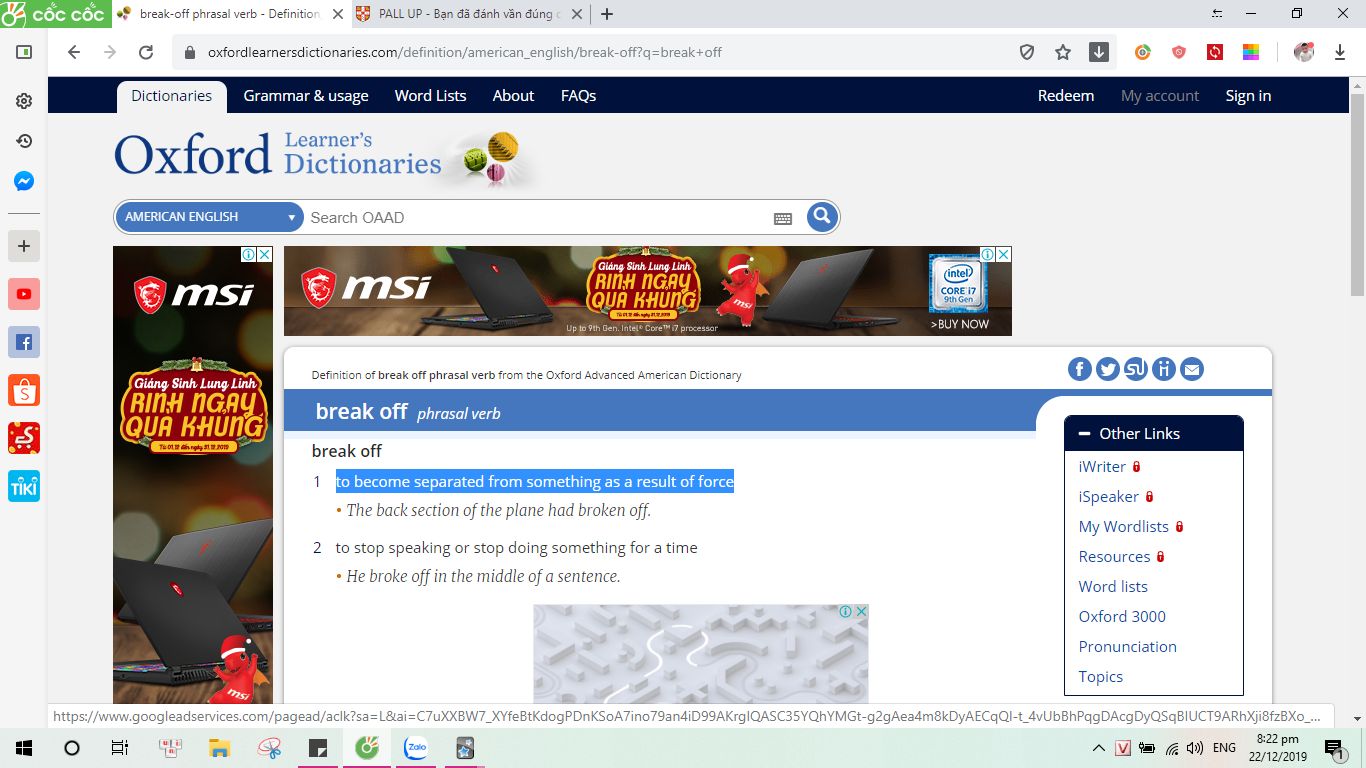 cốc cốc
break-off phrasal verb - Definition,
PALL UP - Bạn đã đánh vần đúng c
oxfordlearnersdictionaries.com/definition/american_english/break-off?q=break+off
Dictionaries
Grammar & usage
Word Lists
About
FAQs
Redeem
My account
Sign in
Oxford Learner's Dictionaries
AMERICAN ENGLISH
Search OAAD
msi
Giáng Sinh Lung Linh
RINH NGAY
QUÀ KHỦNG
Từ 01.12 đến ngày 31.12.2019
msi
msi
Giáng Sinh Lung Linh
RINH NGAY
QUÀ KHỦNG
Up to 9th Gen. Intel® Core™ i7 processor
msi
intel
CORE i7
9th Gen
>BUY NOW
Definition of break off phrasal verb from the Oxford Advanced American Dictionary
break off phrasal verb
break off
1 to become separated from something as a result of force
• The back section of the plane had broken off.
2 to stop speaking or stop doing something for a time
• He broke off in the middle of a sentence.
Other Links
iWriter
iSpeaker
My Wordlists
Resources
Word lists
Oxford 3000
Pronunciation
Topics
TIKI
https://www.googleadservices.com/pagead/aclk?sa=L&ai=C7uXXBW7_XYfeBtKdogPDnKSoA7ino79an4iD99AKrglQASC35YQhYMGt-g2gAea4m8kDyAECqQI-t_4vUbBhPqgDAcgDyQSqBIUCT9ARhXji8fzBXo_...
Zalo
V
ENG
8:22 pm
22/12/2019
1